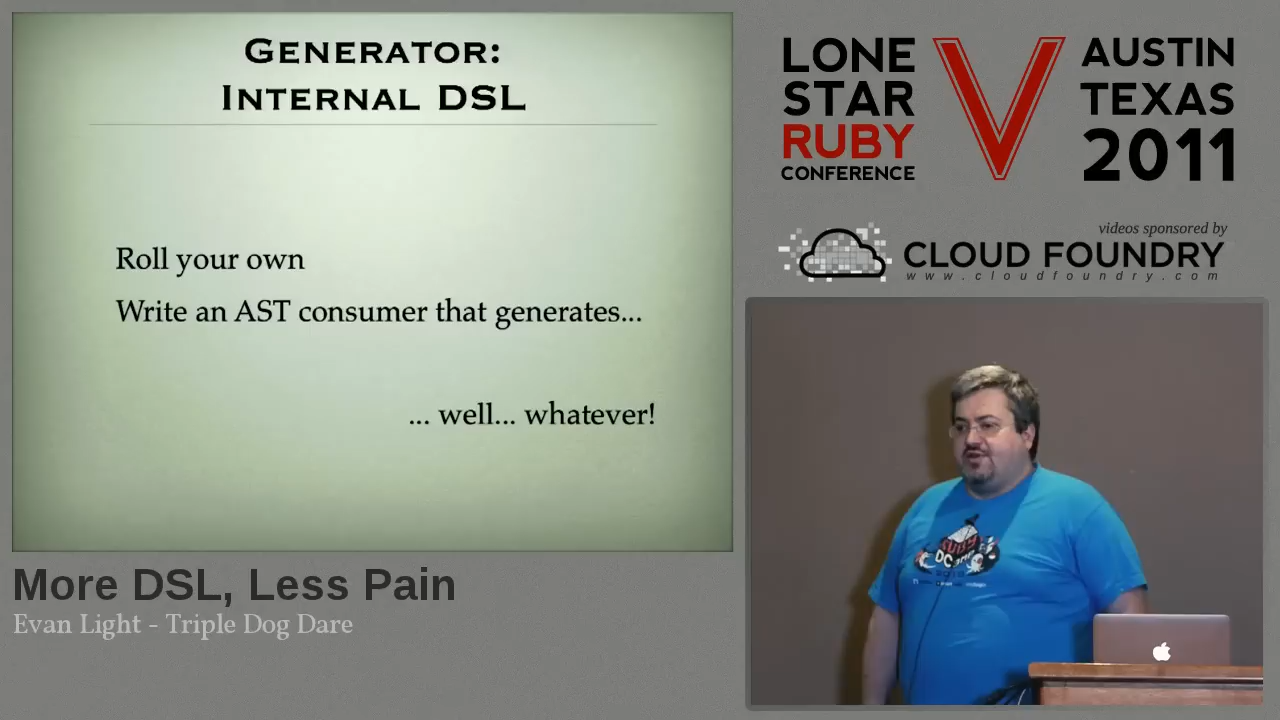 Generator:
Internal DSL
Roll your own
Write an AST consumer that generates...
... well... whatever!
LONE
STAR
RUBY
CONFERENCE
V
AUSTIN
TEXAS
2011
videos sponsored by
CLOUD FOUNDRY
www.cloudfoundry.com
More DSL, Less Pain
Evan Light - Triple Dog Dare